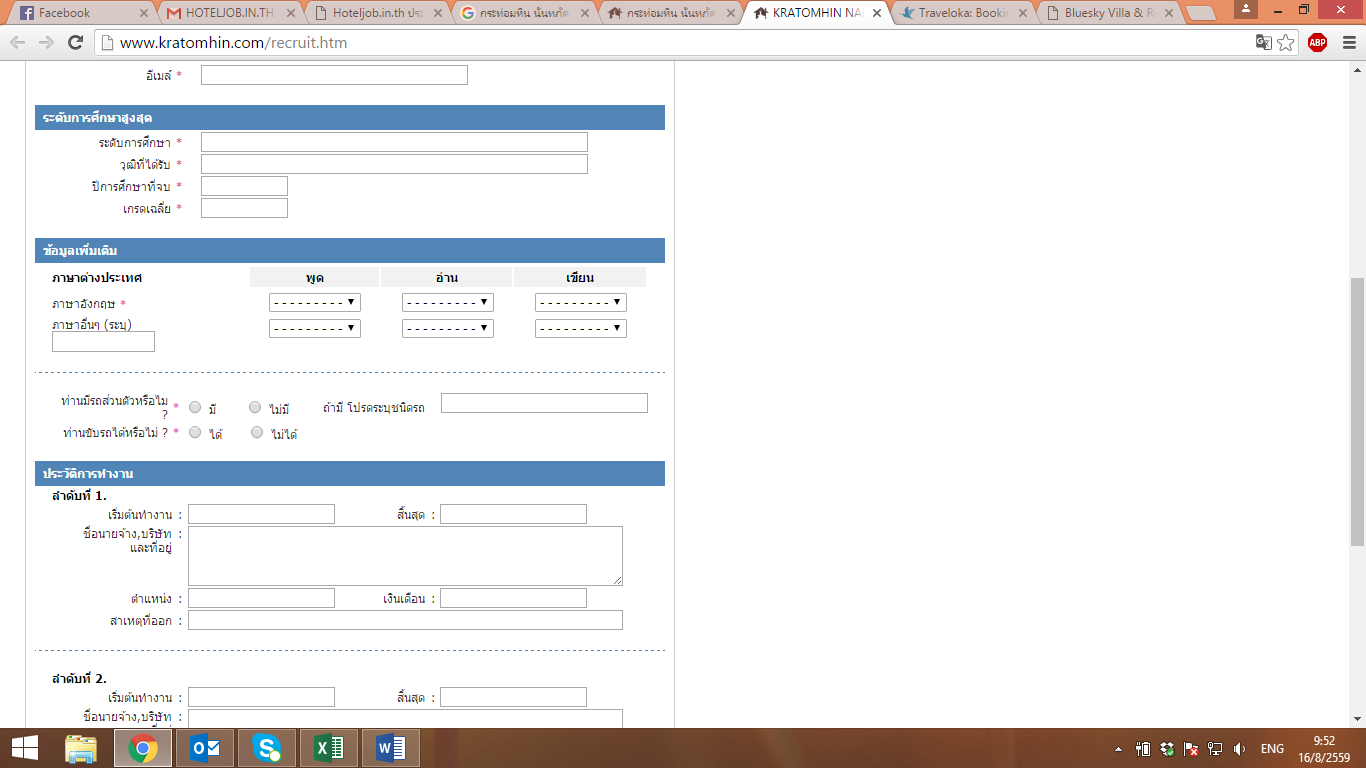 Facebook
HOTELJOB.IN.TH
Hoteljob.in.th ประ
กระท่อมหิน นันทภัค
กระท่อมหิน นันทภัค
KRATOMHIN NA
Traveloka: Bookin
Bluesky Villa & R
www.kratomhin.com/recruit.htm
ABP
อีเมล์ *
ระดับการศึกษาสูงสุด
ระดับการศึกษา *
วุฒิที่ได้รับ *
ปีการศึกษาที่จบ *
เกรดเฉลี่ย *
ข้อมูลเพิ่มเติม
ภาษาต่างประเทศ พูด อ่าน เขียน
ภาษาอังกฤษ * - - - - - - - - - - - - - - - - - - - - - - - - - - -
ภาษาอื่นๆ (ระบุ) - - - - - - - - - - - - - - - - - - - - - - - - - - -
ท่านมีรถส่วนตัวหรือไม่ * มี ไม่มี ถ้ามี โปรดระบุชนิดรถ
?
ท่านขับรถได้หรือไม่ ? * ได้ ไม่ได้
ประวัติการทำงาน
ลำดับที่ 1.
เริ่มต้นทำงาน : สิ้นสุด :
ชื่อนายจ้าง,บริษัท :
และที่อยู่
ตำแหน่ง : เงินเดือน :
สาเหตุที่ออก :
ลำดับที่ 2.
เริ่มต้นทำงาน : สิ้นสุด :
ชื่อนายจ้าง,บริษัท :
ENG
9:52
16/8/2559